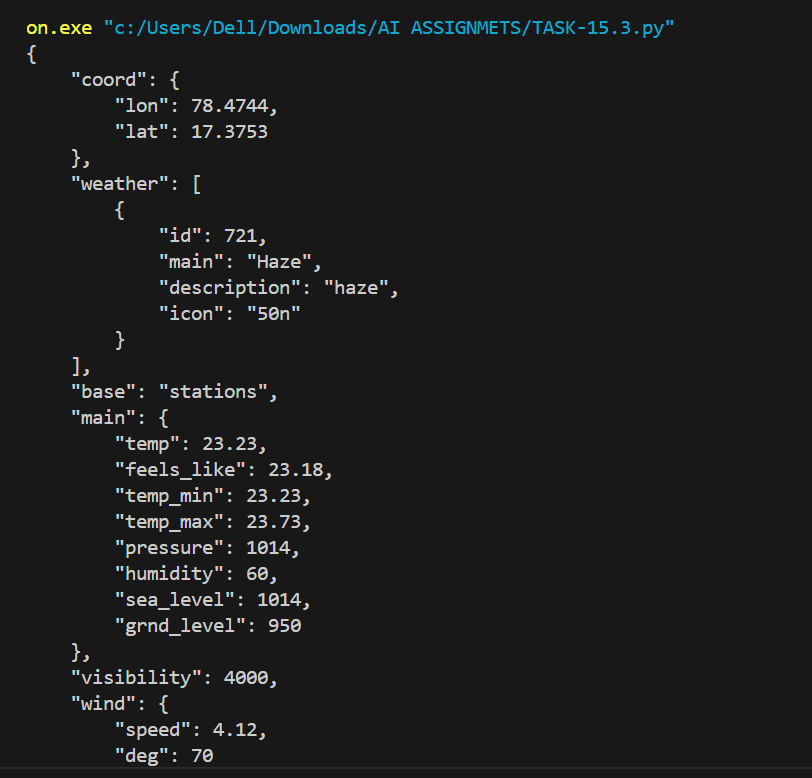 on.exe "c:/Users/Dell/Downloads/AI ASSIGNMETS/TASK-15.3.py"
{
    "coord": {
        "lon": 78.4744,
        "lat": 17.3753
    },
    "weather": [
        {
            "id": 721,
            "main": "Haze",
            "description": "haze",
            "icon": "50n"
        }
    ],
    "base": "stations",
    "main": {
        "temp": 23.23,
        "feels_like": 23.18,
        "temp_min": 23.23,
        "temp_max": 23.73,
        "pressure": 1014,
        "humidity": 60,
        "sea_level": 1014,
        "grnd_level": 950
    },
    "visibility": 4000,
    "wind": {
        "speed": 4.12,
        "deg": 70